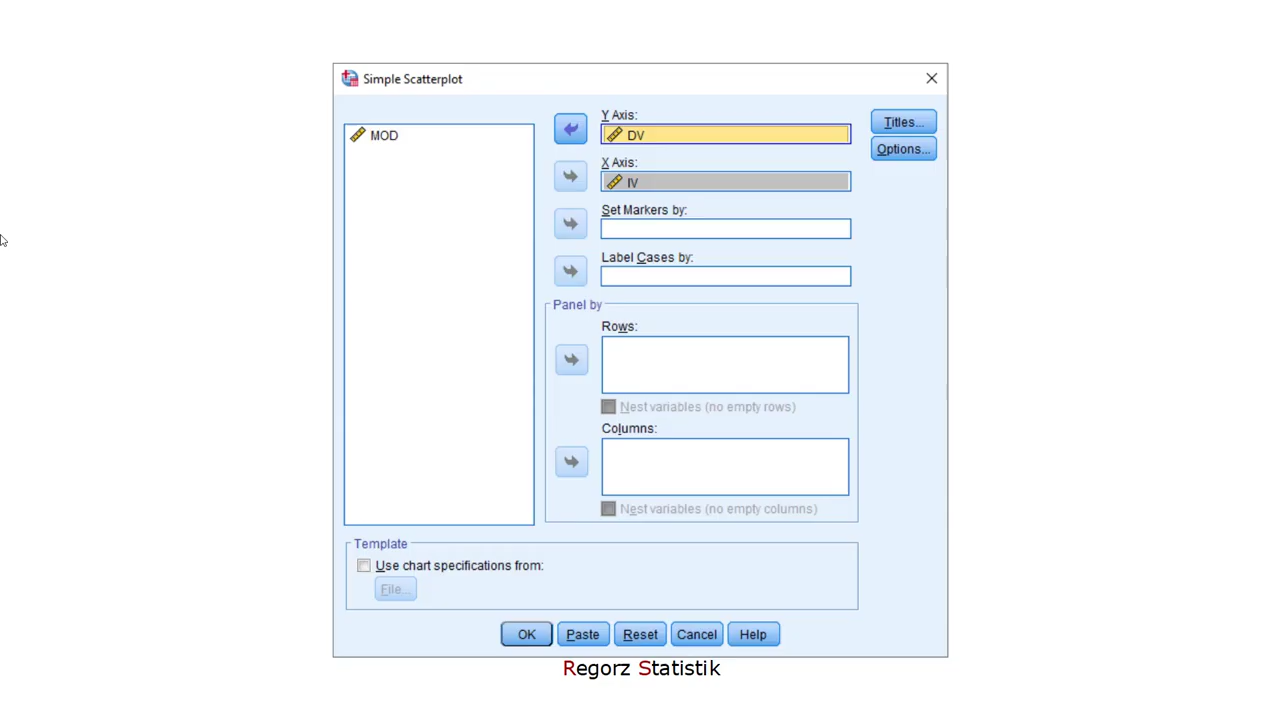 Simple Scatterplot
MOD
Y Axis:
DV
Titles...
X Axis:
IV
Options...
Set Markers by:
Label Cases by:
Panel by
Rows:
Nest variables (no empty rows)
Columns:
Nest variables (no empty columns)
Template
Use chart specifications from:
File...
OK Paste Reset Cancel Help
Regorz Statistik